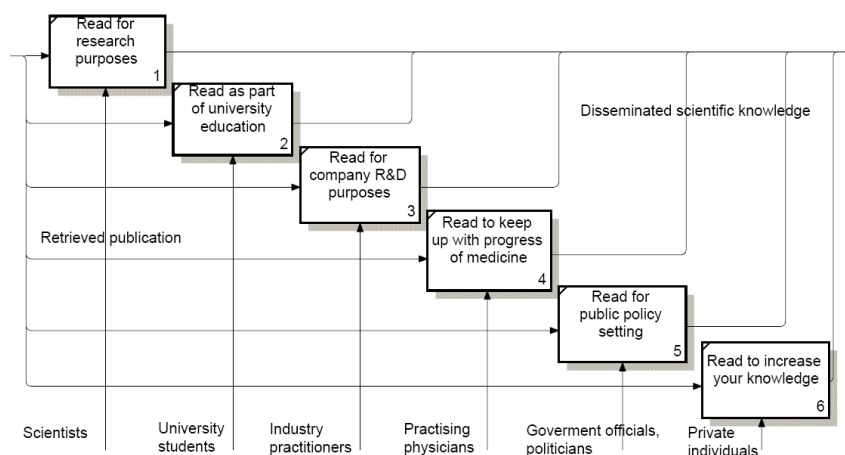 Read for
research
purposes
1
Read as part
of university
education
2
Disseminated scientific knowledge
Read for
company R&D
purposes
3
Retrieved publication
Read to keep
up with progress
of medicine
4
Read for
public policy
setting
5
Read to increase
your knowledge
6
Scientists
University
students
Industry
practitioners
Practising
physicians
Goverment officials,
politicians
Private
individuals